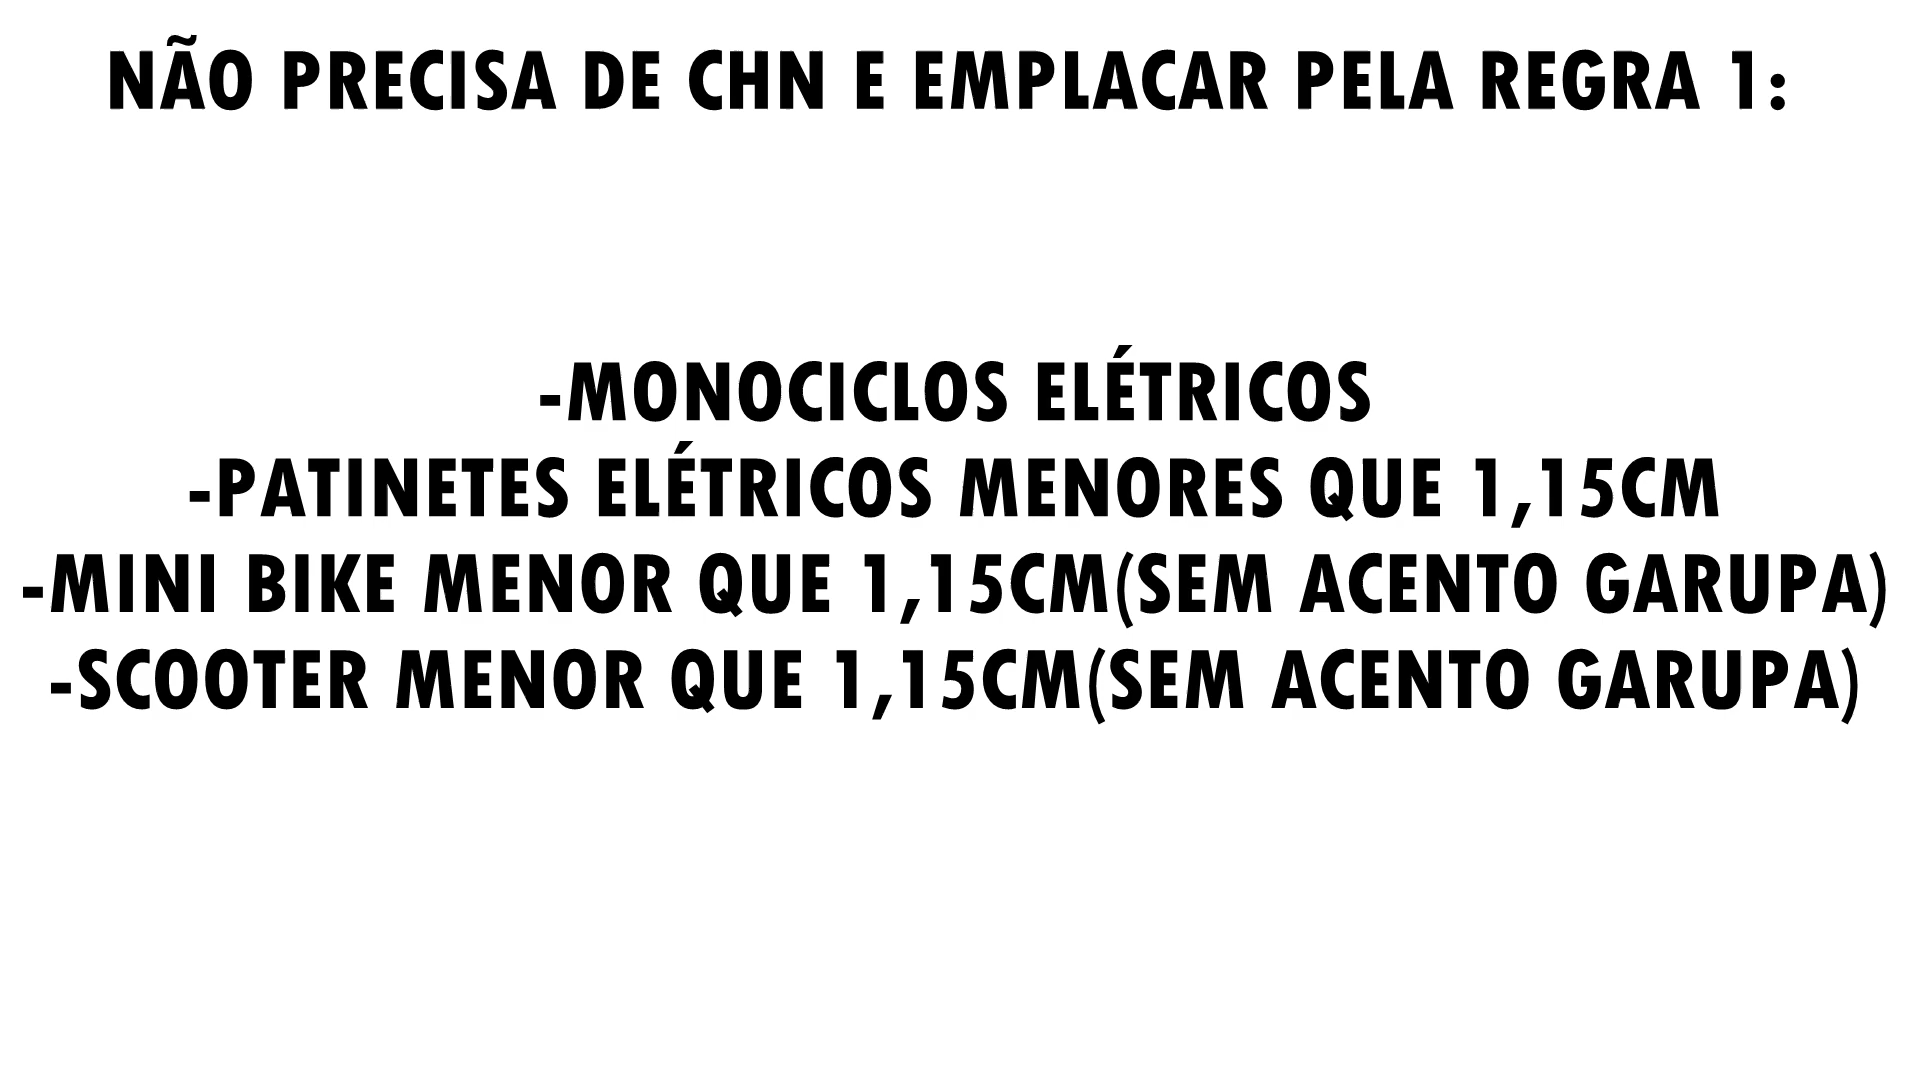 NÃO PRECISA DE CHN E EMPLACAR PELA REGRA 1:
-MONOCICLOS ELÉTRICOS
-PATINETES ELÉTRICOS MENORES QUE 1,15CM
-MINI BIKE MENOR QUE 1,15CM(SEM ACENTO GARUPA)
-SCOOTER MENOR QUE 1,15CM(SEM ACENTO GARUPA)